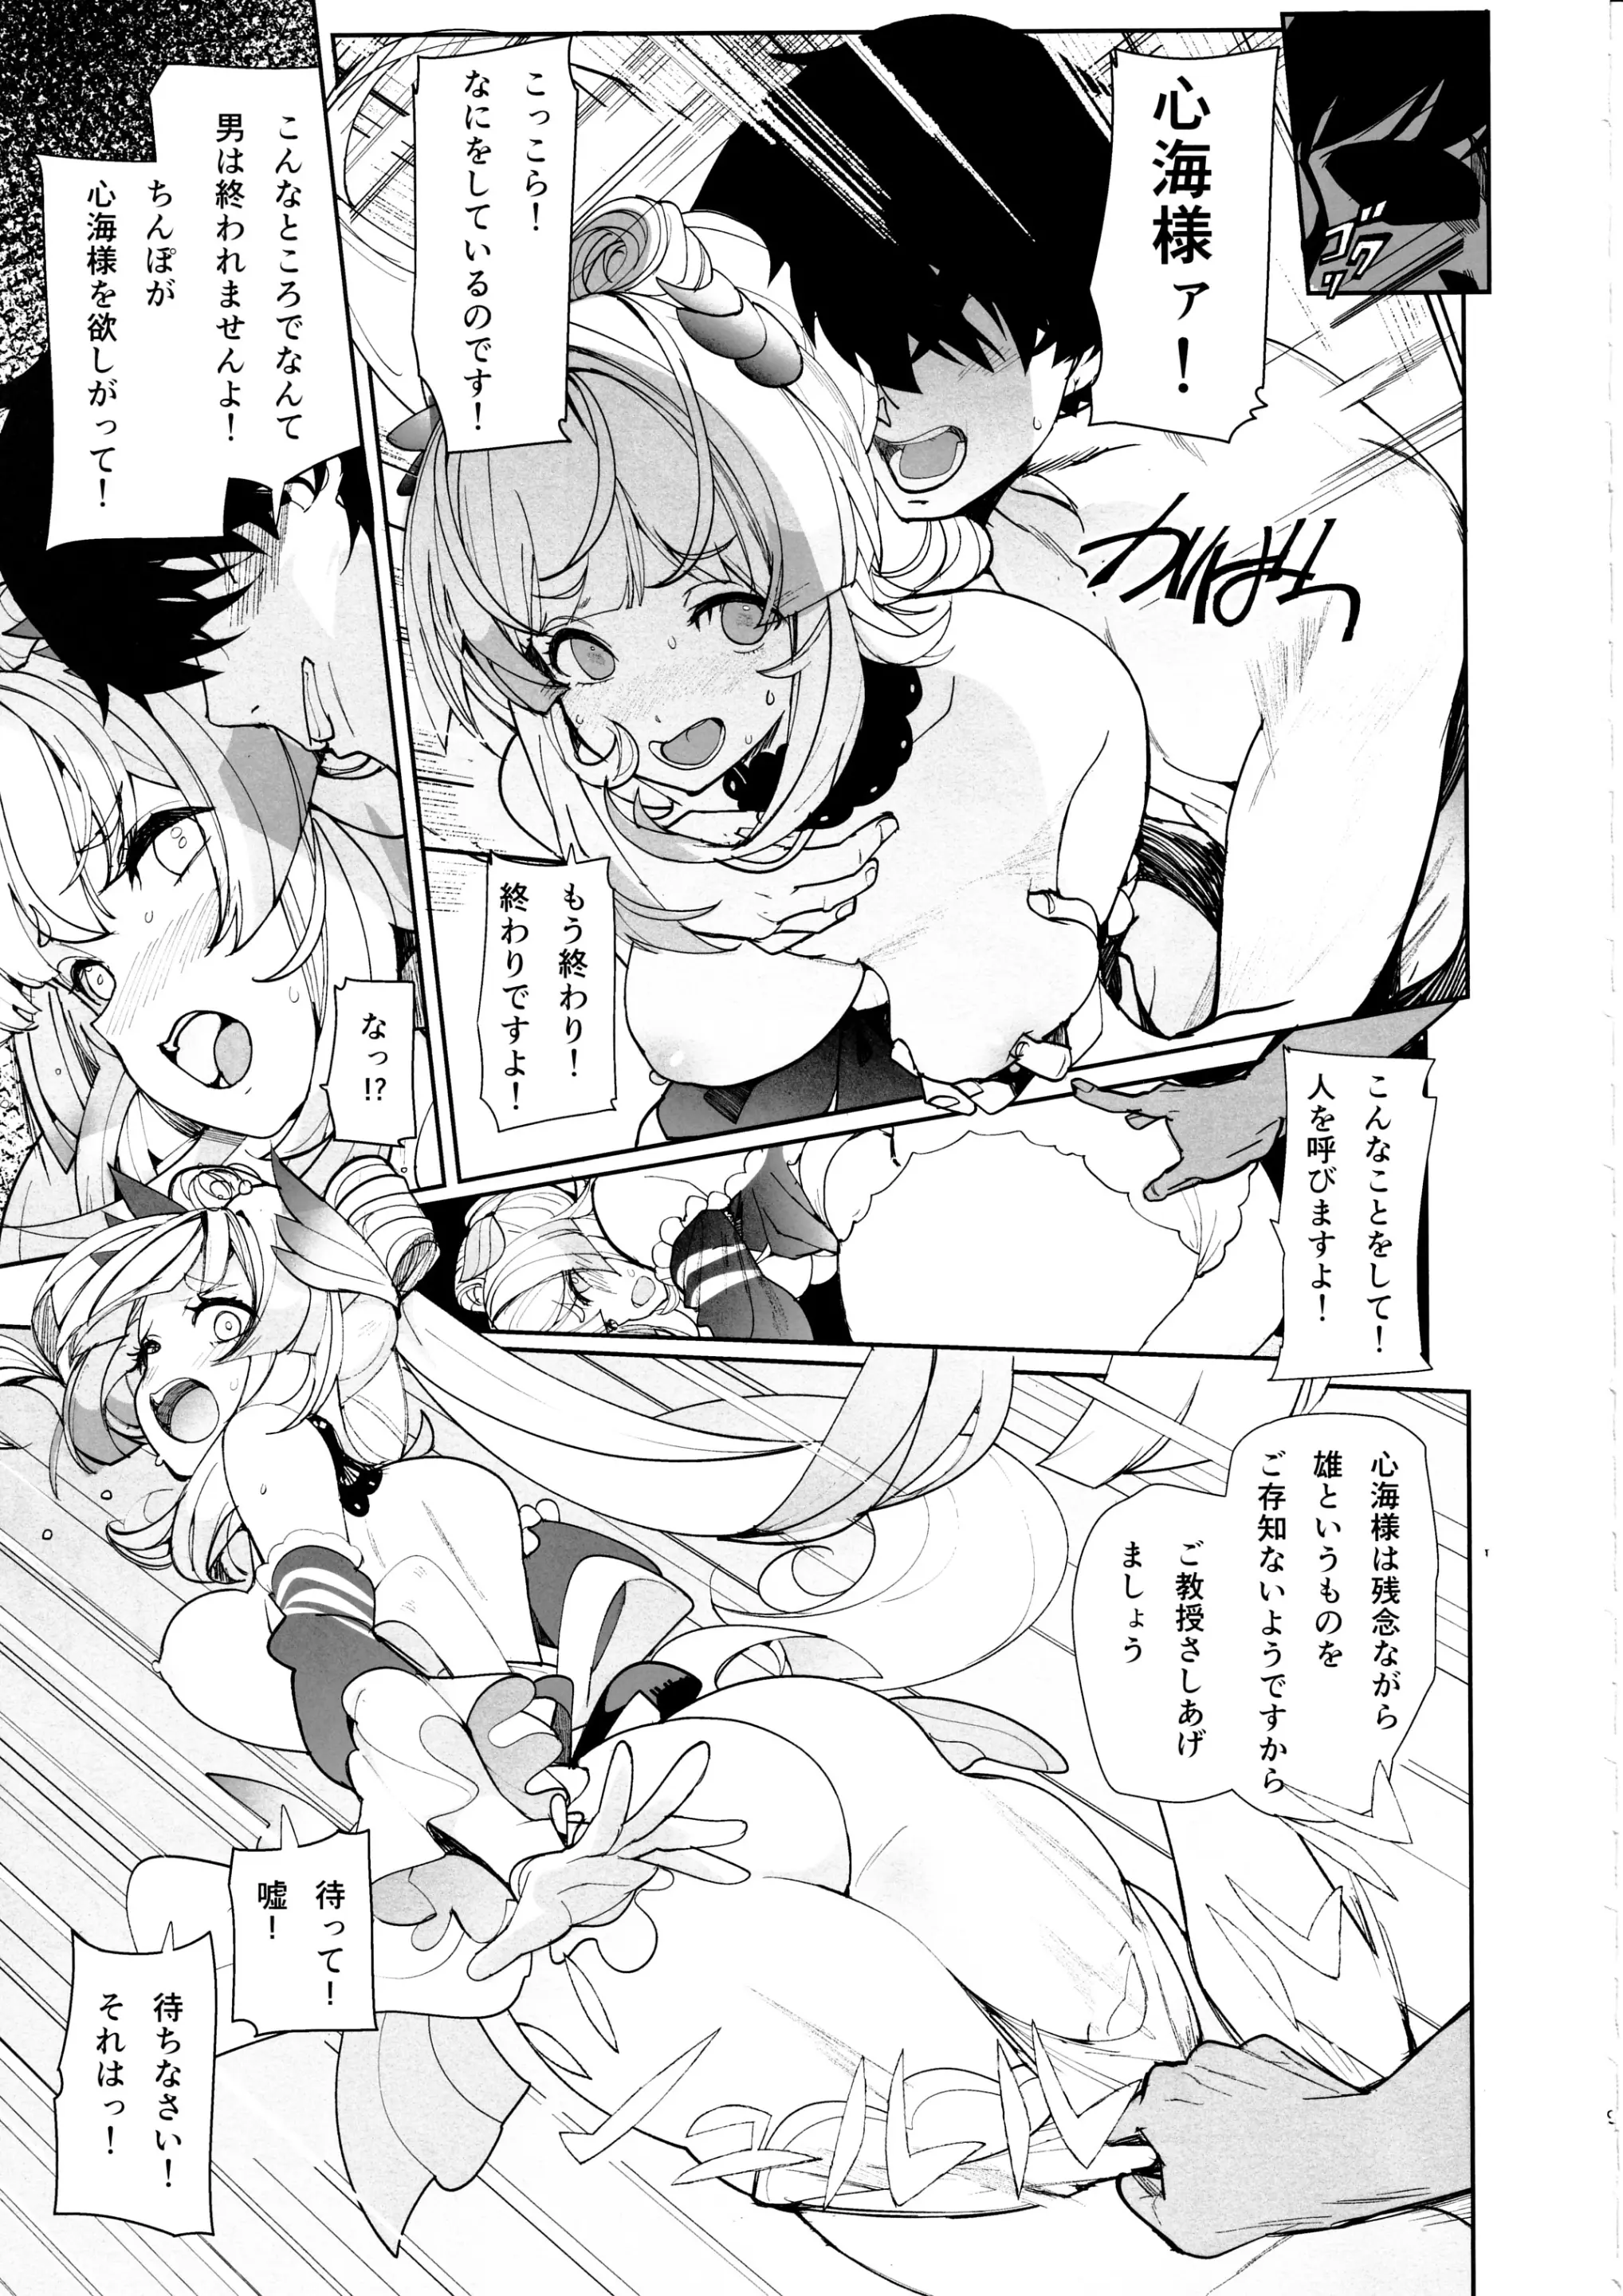 ゴクリ
心海様ァ！
がばっ
こっこら！
なにをしているのです！
もう終わり！
終わりですよ！
こんなところでなんて
男は終われませんよ！
ちんぽが
心海様を欲しがって！
なっ!?
こんなことをして！
人を呼びますよ！
心海様は残念ながら
雄というものを
ご存知ないようですから
ご教授さしあげ
ましょう
待って！
嘘！
待ちなさい！
それはっ！
9